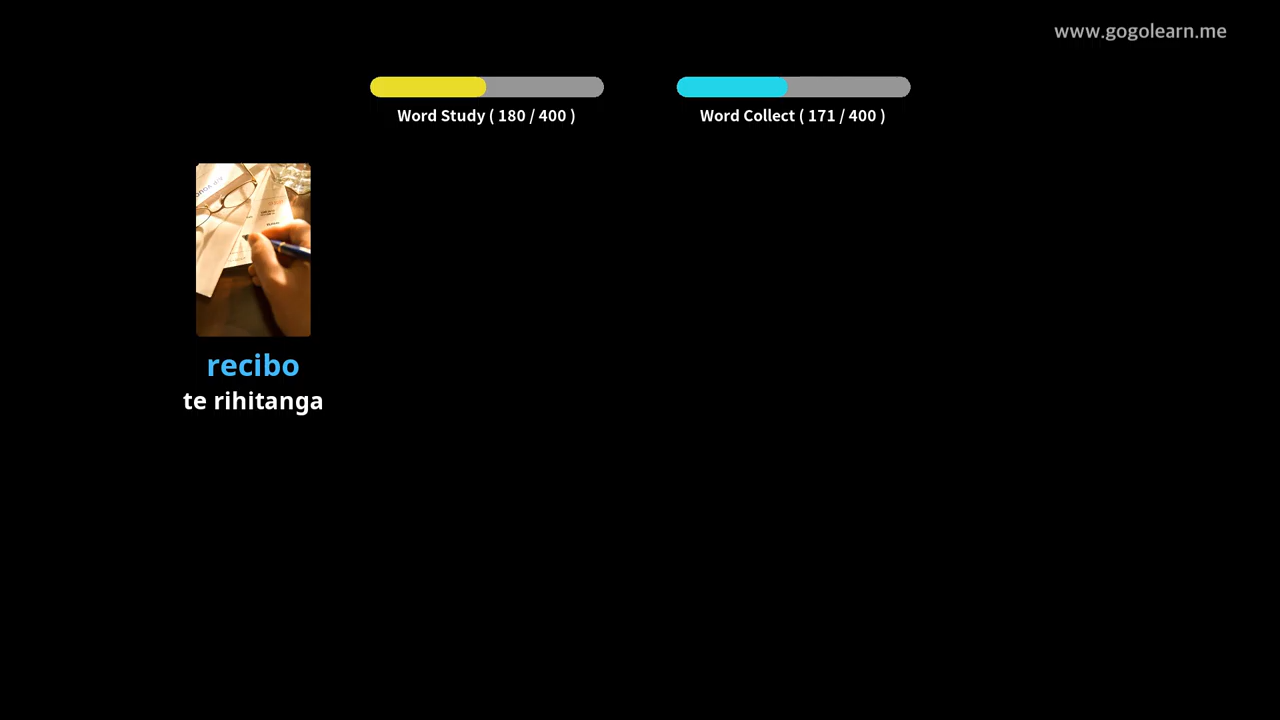 www.gogolearn.me
Word Study ( 180 / 400 )
Word Collect ( 171 / 400 )
recibo
te rihitanga